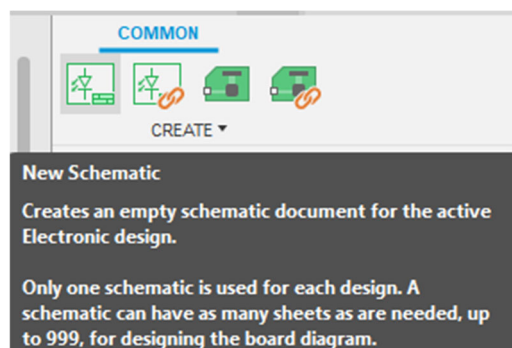 COMMON
CREATE ▾
New Schematic
Creates an empty schematic document for the active
Electronic design.
Only one schematic is used for each design. A
schematic can have as many sheets as are needed, up
to 999, for designing the board diagram.